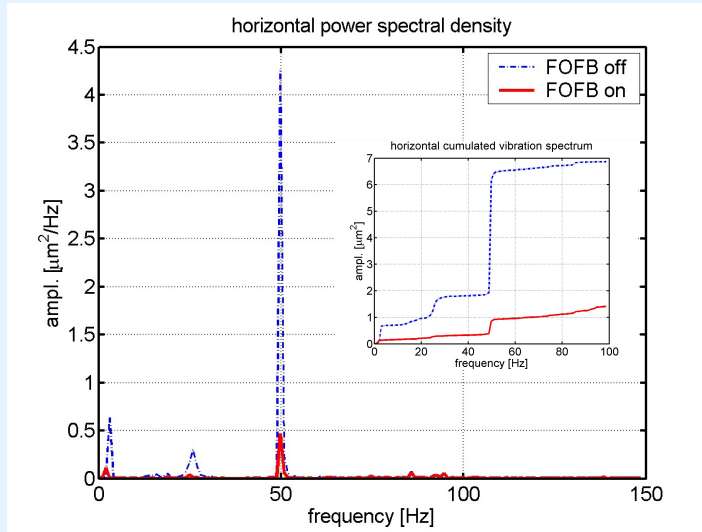 horizontal power spectral density
4.5
4
3.5
3
2.5
2
1.5
1
0.5
0
ampl. [μm²/Hz]
0 50 100 150
frequency [Hz]
FOFB off
FOFB on
horizontal cumulated vibration spectrum
7
6
5
4
3
2
1
0
ampl. [μm²]
0 20 40 60 80 100
frequency [Hz]